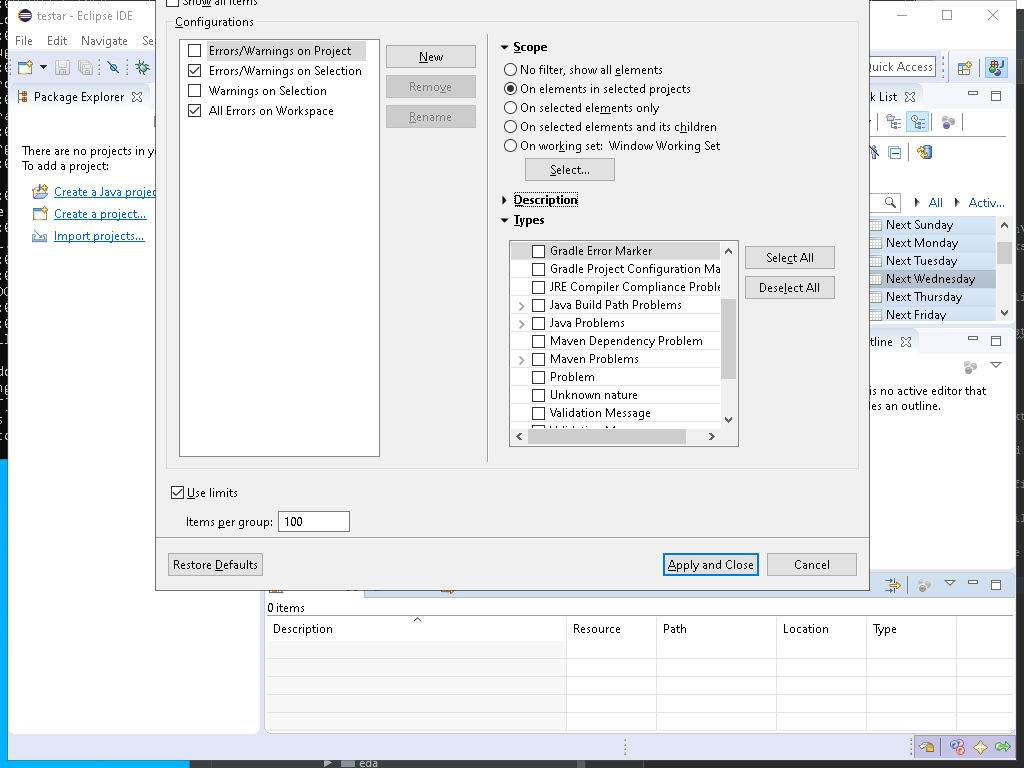 testar - Eclipse IDE
Show all items
Configurations
File Edit Navigate Se
Quick Access
Package Explorer
There are no projects in y
To add a project:
Create a Java projec
Create a project...
Import projects...
Errors/Warnings on Project
Errors/Warnings on Selection
Warnings on Selection
All Errors on Workspace
New
Remove
Rename
Scope
No filter, show all elements
On elements in selected projects
On selected elements only
On selected elements and its children
On working set: Window Working Set
Select...
Description
Types
Gradle Error Marker
Gradle Project Configuration Ma
JRE Compiler Compliance Proble
Java Build Path Problems
Java Problems
Maven Dependency Problem
Maven Problems
Problem
Unknown nature
Validation Message
Select All
Deselect All
k List
All Activ...
Next Sunday
Next Monday
Next Tuesday
Next Wednesday
Next Thursday
Next Friday
tline
is no active editor that
les an outline.
Use limits
Items per group: 100
Restore Defaults
Apply and Close
Cancel
0 items
Description Resource Path Location Type
eda